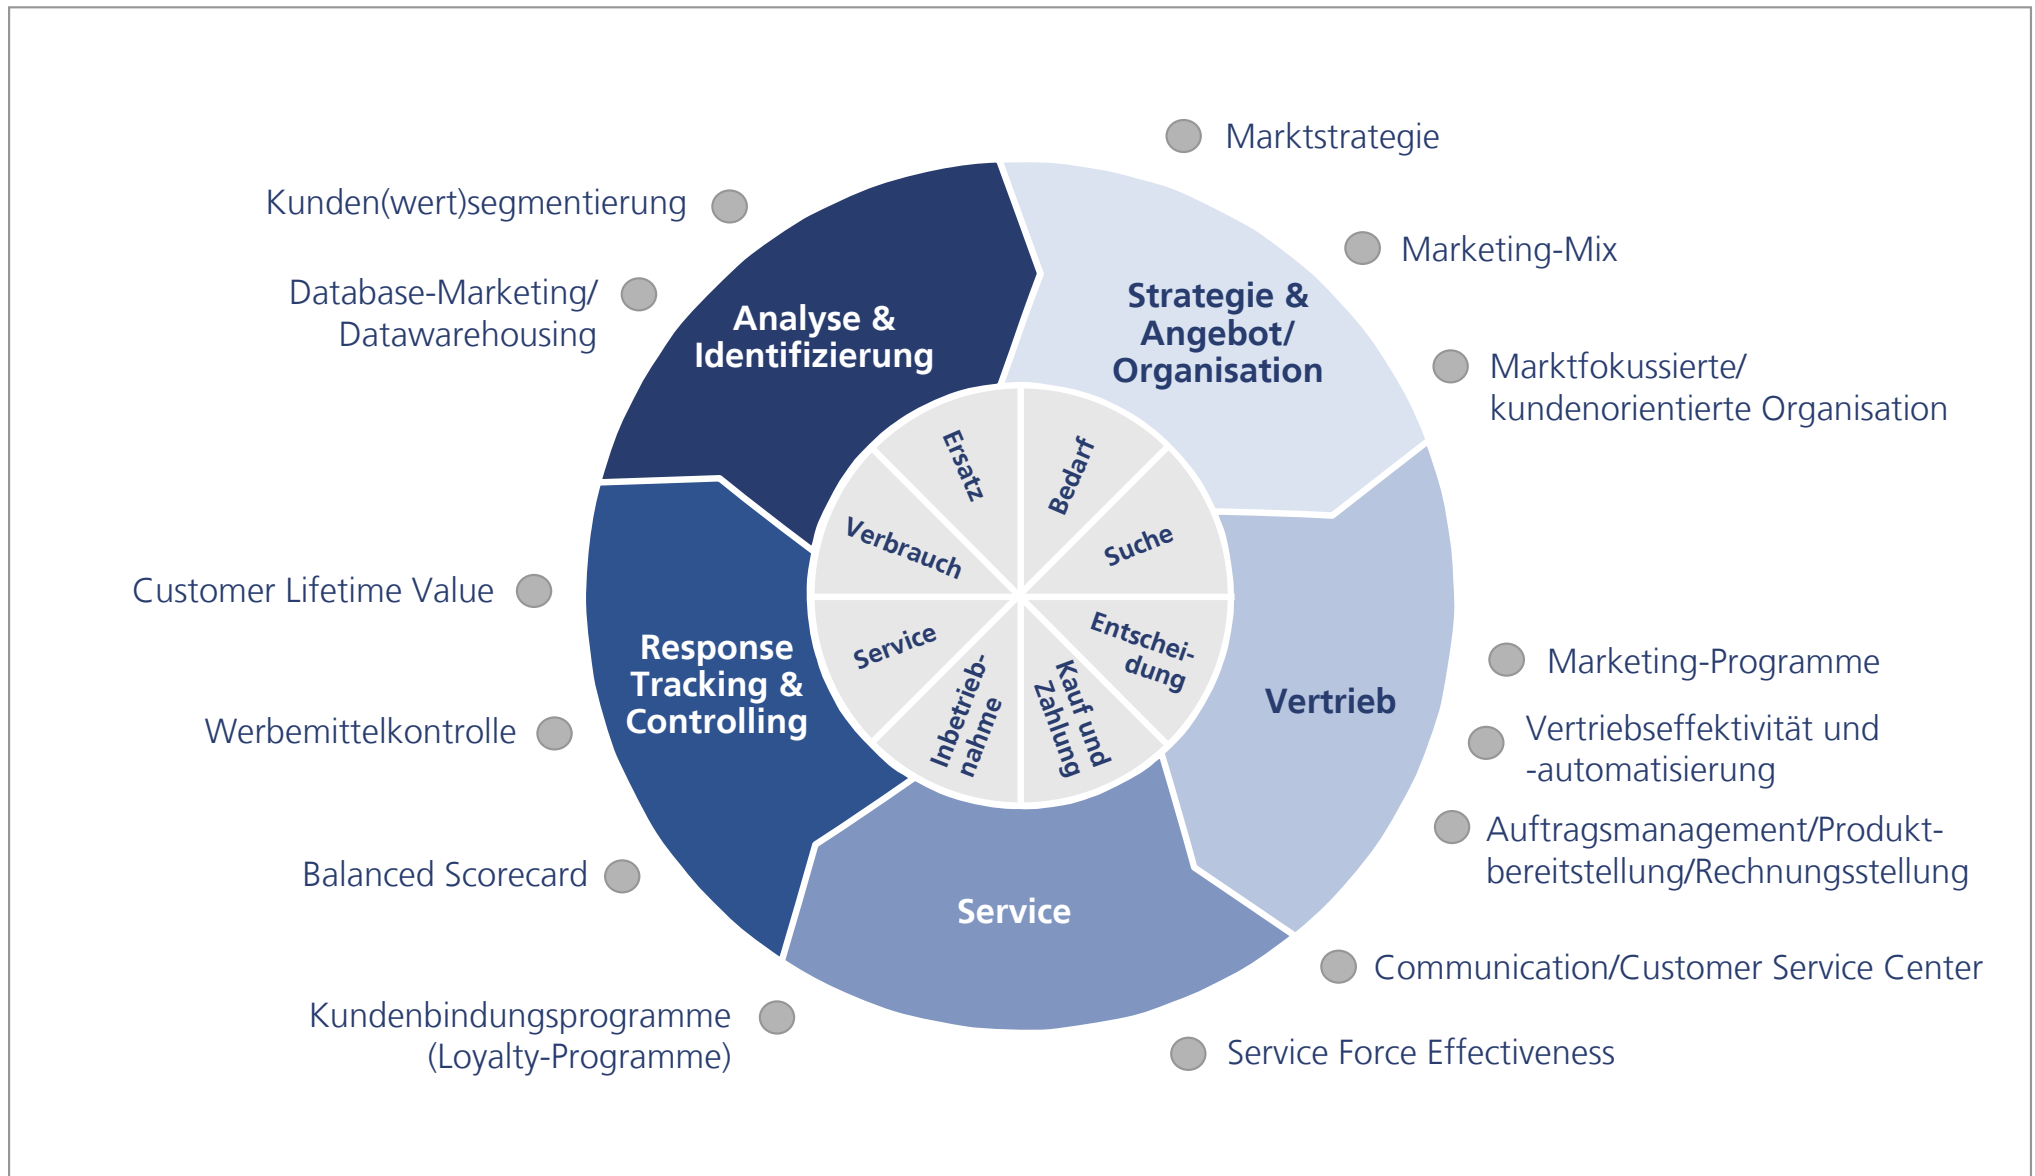 Marktstrategie
Marketing-Mix
Marktfokussierte/
kundenorientierte Organisation
Marketing-Programme
Vertriebseffektivität und
-automatisierung
Auftragsmanagement/Produkt-
bereitstellung/Rechnungsstellung
Communication/Customer Service Center
Service Force Effectiveness
Kundenbindungsprogramme
(Loyalty-Programme)
Balanced Scorecard
Werbemittelkontrolle
Customer Lifetime Value
Database-Marketing/
Datawarehousing
Kunden(wert)segmentierung
Analyse &
Identifizierung
Strategie &
Angebot/
Organisation
Vertrieb
Service
Response
Tracking &
Controlling
Bedarf
Suche
Entschei-
dung
Kauf und
Zahlung
Inbetrieb-
nahme
Service
Verbrauch
Ersatz